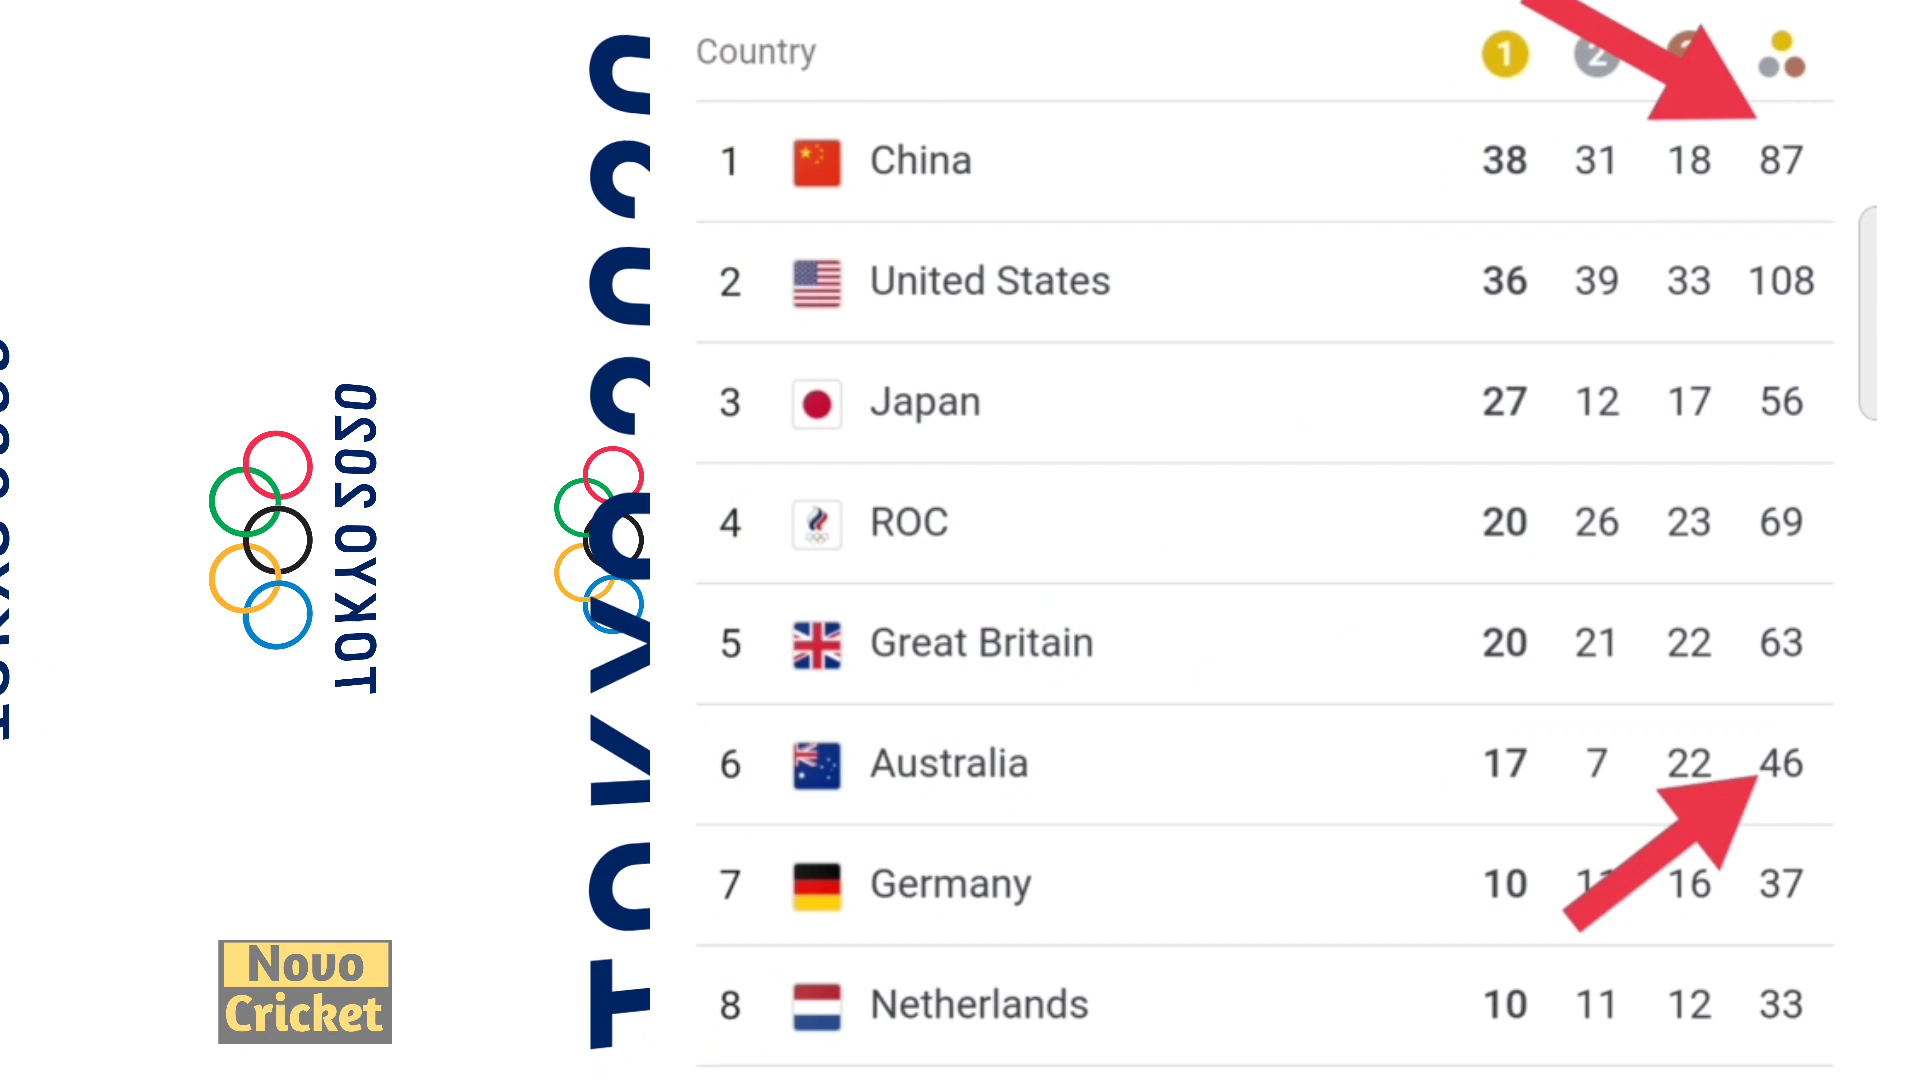 TOKYO 2020
Novo
Cricket
Country 1 2
1 China 38 31 18 87
2 United States 36 39 33 108
3 Japan 27 12 17 56
4 ROC 20 26 23 69
5 Great Britain 20 21 22 63
6 Australia 17 7 22 46
7 Germany 10 16 37
8 Netherlands 10 11 12 33